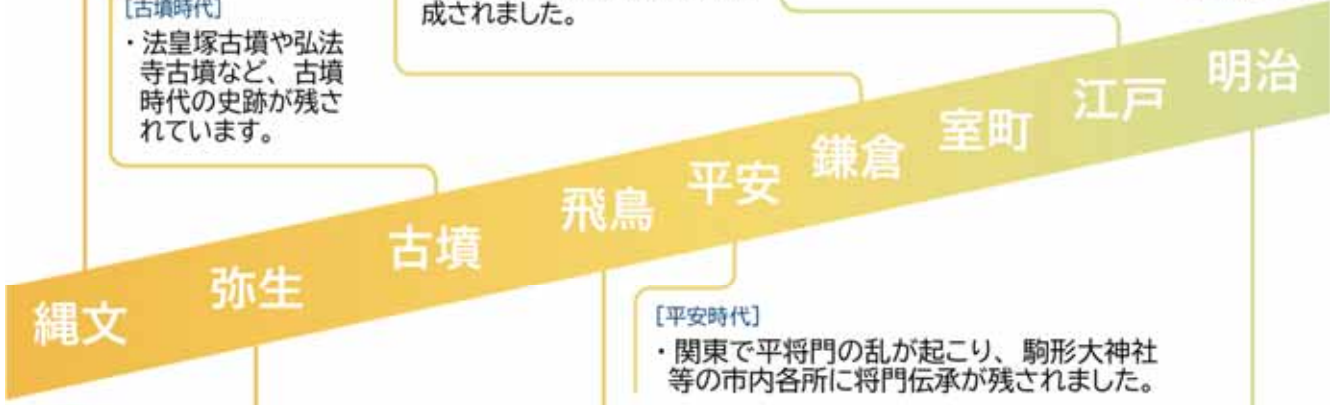 [古墳時代]
・法皇塚古墳や弘法
寺古墳など、古墳
時代の史跡が残さ
れています。
成されました。
縄文
弥生
古墳
飛鳥
平安
鎌倉
室町
江戸
明治
[平安時代]
・関東で平将門の乱が起こり、駒形大神社
等の市内各所に将門伝承が残されました。